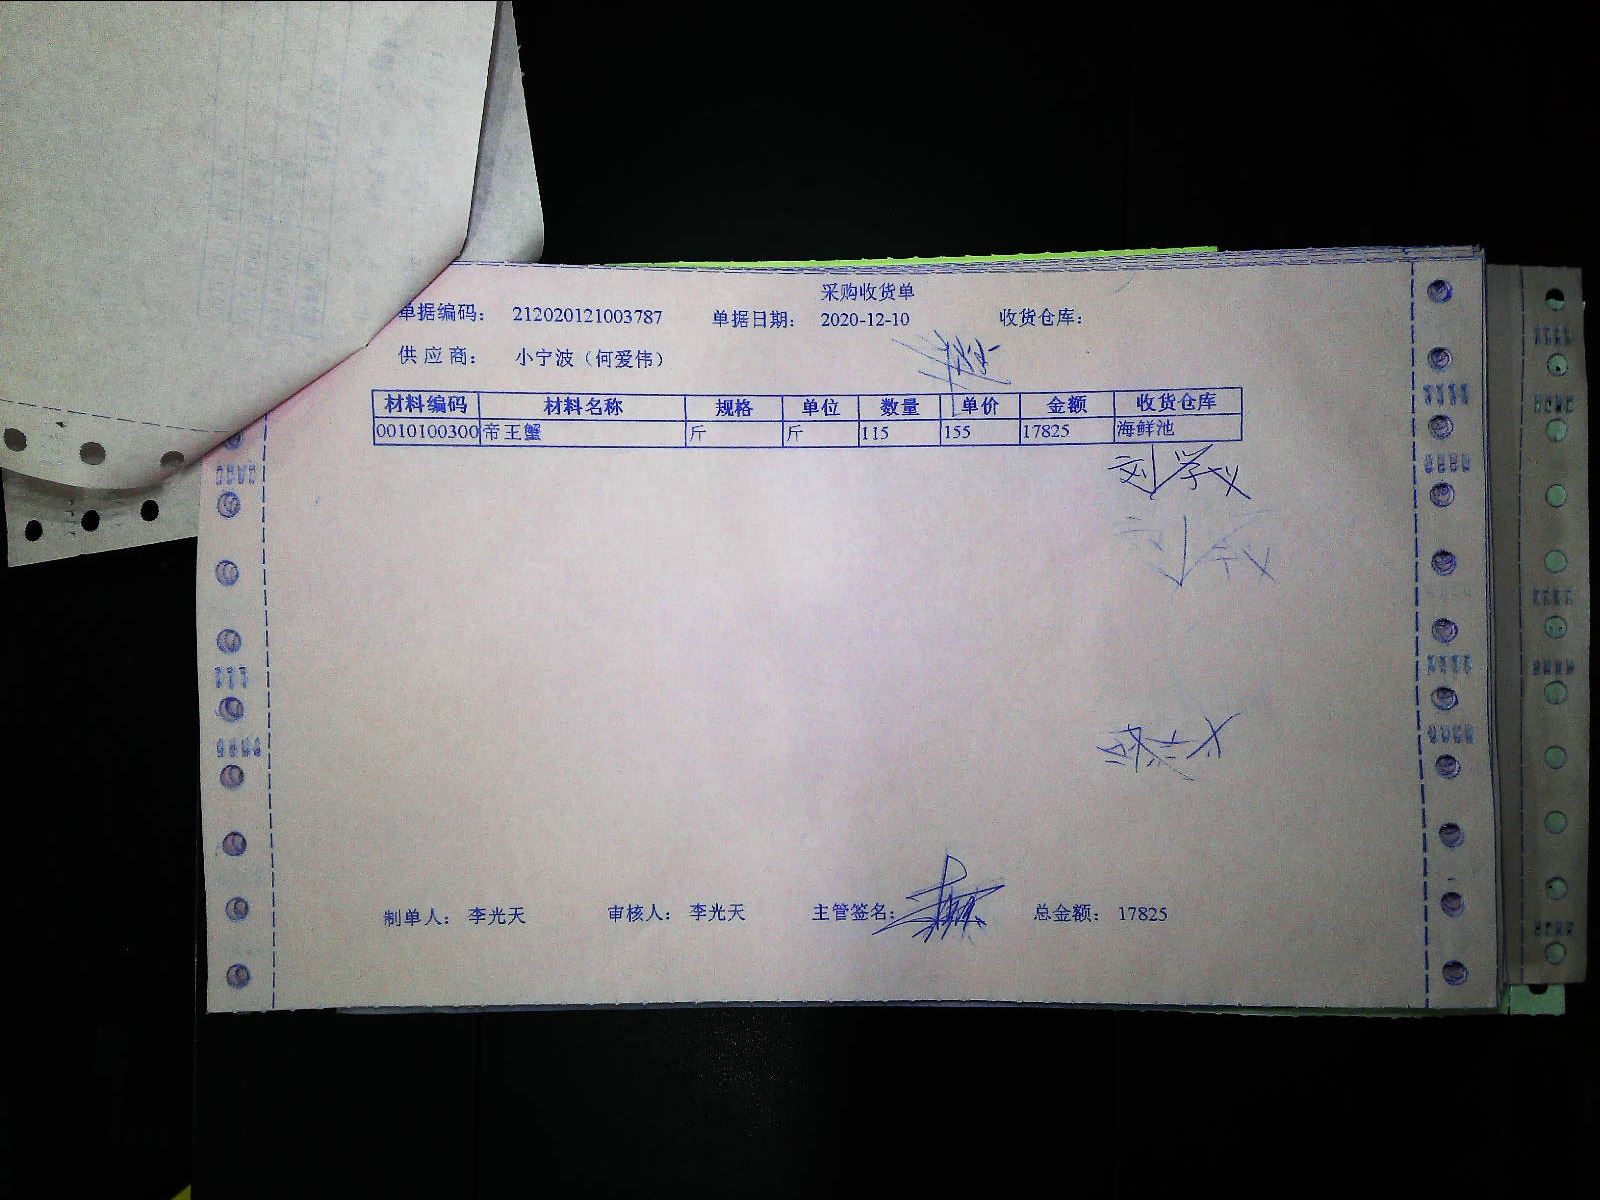 采购收货单
单据编码： 212020121003787 单据日期： 2020-12-10 收货仓库：
供应商： 小宁波（何爱伟）
材料编码 材料名称 规格 单位 数量 单价 金额 收货仓库
0010100300 帝王蟹 斤 斤 115 155 17825 海鲜池
刘学义
制单人： 李光天 审核人： 李光天 主管签名： 总金额： 17825